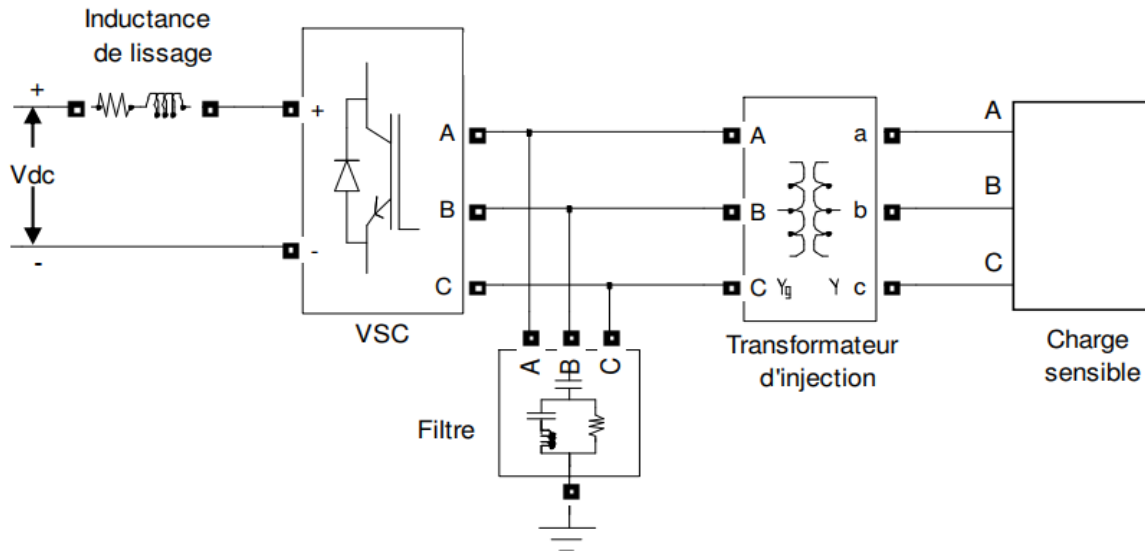 Inductance
de lissage
+
Vdc
-
+
-
A
B
C
VSC
A
B
C
Filtre
A
B
C
Yg
Y
a
b
c
Transformateur
d'injection
A
B
C
Charge
sensible